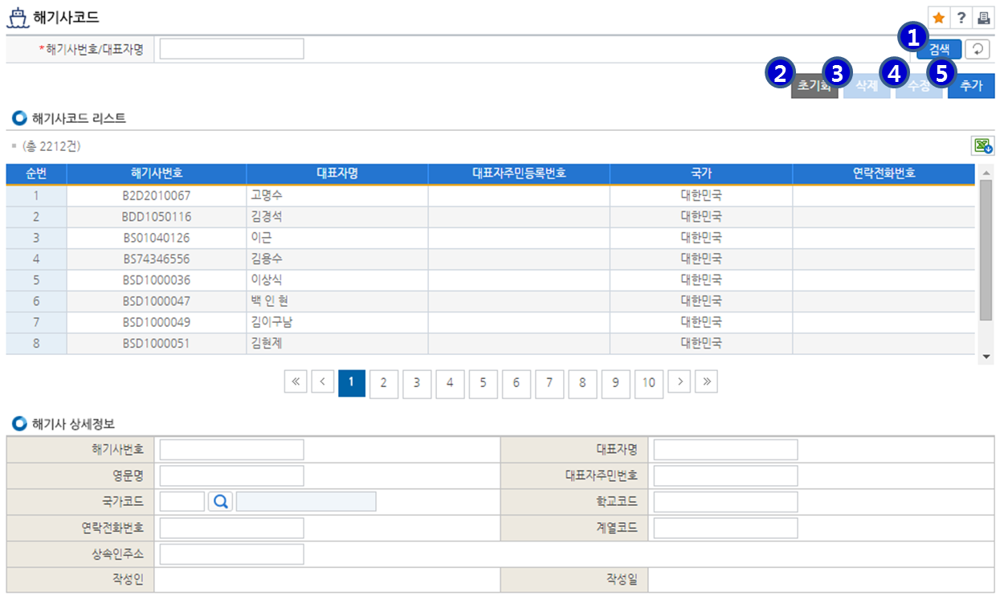 해기사코드
?
*해기사번호/대표자명
1 검색
2 초기화 3 삭제 4 수정 5 추가
해기사코드 리스트
(총 2212건)
순번 해기사번호 대표자명 대표자주민등록번호 국가 연락전화번호
1 B2D2010067 고명수 대한민국
2 BDD1050116 김경석 대한민국
3 BS01040126 이근 대한민국
4 BS74346556 김용수 대한민국
5 BSD1000036 이상식 대한민국
6 BSD1000047 백 인 현 대한민국
7 BSD1000049 김이구남 대한민국
8 BSD1000051 김현제 대한민국
« < 1 2 3 4 5 6 7 8 9 10 > »
해기사 상세정보
해기사번호 대표자명
영문명 대표자주민번호
국가코드 학교코드
연락전화번호 계열코드
상속인주소
작성인 작성일